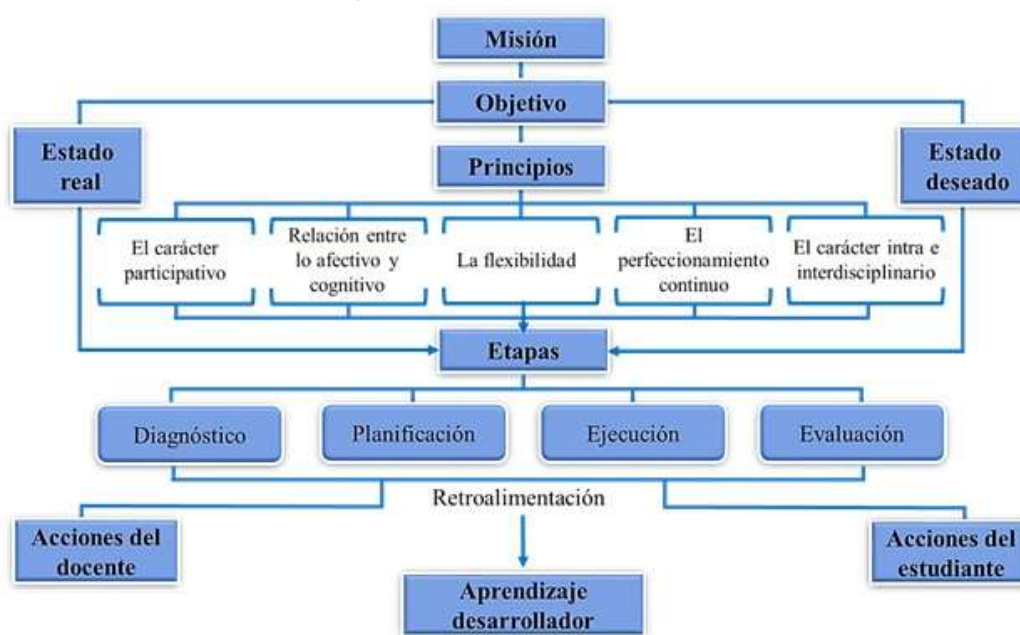 Misión
Objetivo
Estado
real
Estado
deseado
Principios
El carácter
participativo
Relación entre
lo afectivo y
cognitivo
La flexibilidad
El
perfeccionamiento
continuo
El carácter intra e
interdisciplinario
Etapas
Diagnóstico
Planificación
Ejecución
Evaluación
Retroalimentación
Acciones del
docente
Acciones del
estudiante
Aprendizaje
desarrollador